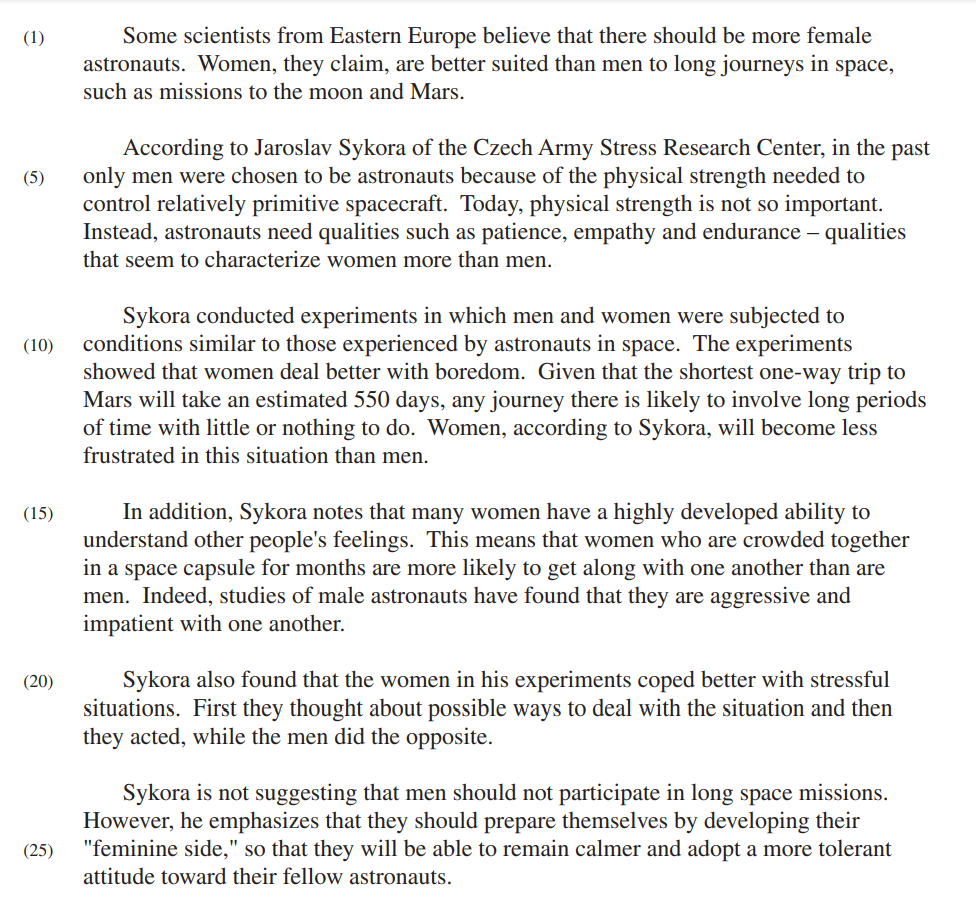 (1) Some scientists from Eastern Europe believe that there should be more female
astronauts. Women, they claim, are better suited than men to long journeys in space,
such as missions to the moon and Mars.
According to Jaroslav Sykora of the Czech Army Stress Research Center, in the past
(5) only men were chosen to be astronauts because of the physical strength needed to
control relatively primitive spacecraft. Today, physical strength is not so important.
Instead, astronauts need qualities such as patience, empathy and endurance – qualities
that seem to characterize women more than men.
Sykora conducted experiments in which men and women were subjected to
(10) conditions similar to those experienced by astronauts in space. The experiments
showed that women deal better with boredom. Given that the shortest one-way trip to
Mars will take an estimated 550 days, any journey there is likely to involve long periods
of time with little or nothing to do. Women, according to Sykora, will become less
frustrated in this situation than men.
(15) In addition, Sykora notes that many women have a highly developed ability to
understand other people's feelings. This means that women who are crowded together
in a space capsule for months are more likely to get along with one another than are
men. Indeed, studies of male astronauts have found that they are aggressive and
impatient with one another.
(20) Sykora also found that the women in his experiments coped better with stressful
situations. First they thought about possible ways to deal with the situation and then
they acted, while the men did the opposite.
Sykora is not suggesting that men should not participate in long space missions.
However, he emphasizes that they should prepare themselves by developing their
(25) "feminine side," so that they will be able to remain calmer and adopt a more tolerant
attitude toward their fellow astronauts.